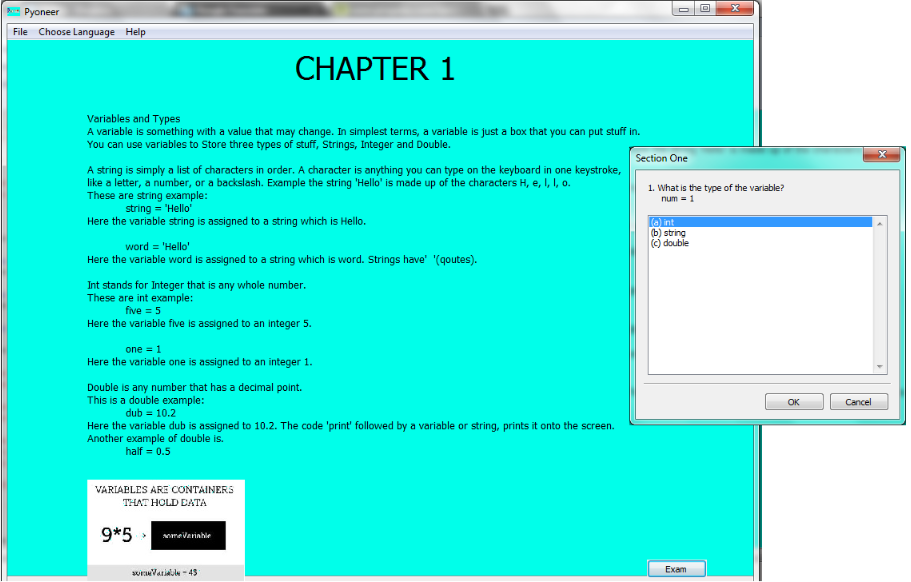 Pyoneer
File Choose Language Help
CHAPTER 1
Variables and Types
A variable is something with a value that may change. In simplest terms, a variable is just a box that you can put stuff in.
You can use variables to Store three types of stuff, Strings, Integer and Double.
A string is simply a list of characters in order. A character is anything you can type on the keyboard in one keystroke,
like a letter, a number, or a backslash. Example the string 'Hello' is made up of the characters H, e, l, l, o.
These are string example:
string = 'Hello'
Here the variable string is assigned to a string which is Hello.
word = 'Hello'
Here the variable word is assigned to a string which is word. Strings have' '(qoutes).
Int stands for Integer that is any whole number.
These are int example:
five = 5
Here the variable five is assigned to an integer 5.
one = 1
Here the variable one is assigned to an integer 1.
Double is any number that has a decimal point.
This is a double example:
dub = 10.2
Here the variable dub is assigned to 10.2. The code 'print' followed by a variable or string, prints it onto the screen.
Another example of double is.
half = 0.5
VARIABLES ARE CONTAINERS
THAT HOLD DATA
9*5 > someVariable
someVariable = 45
Exam
Section One
1. What is the type of the variable?
num = 1
(a) int
(b) string
(c) double
OK Cancel